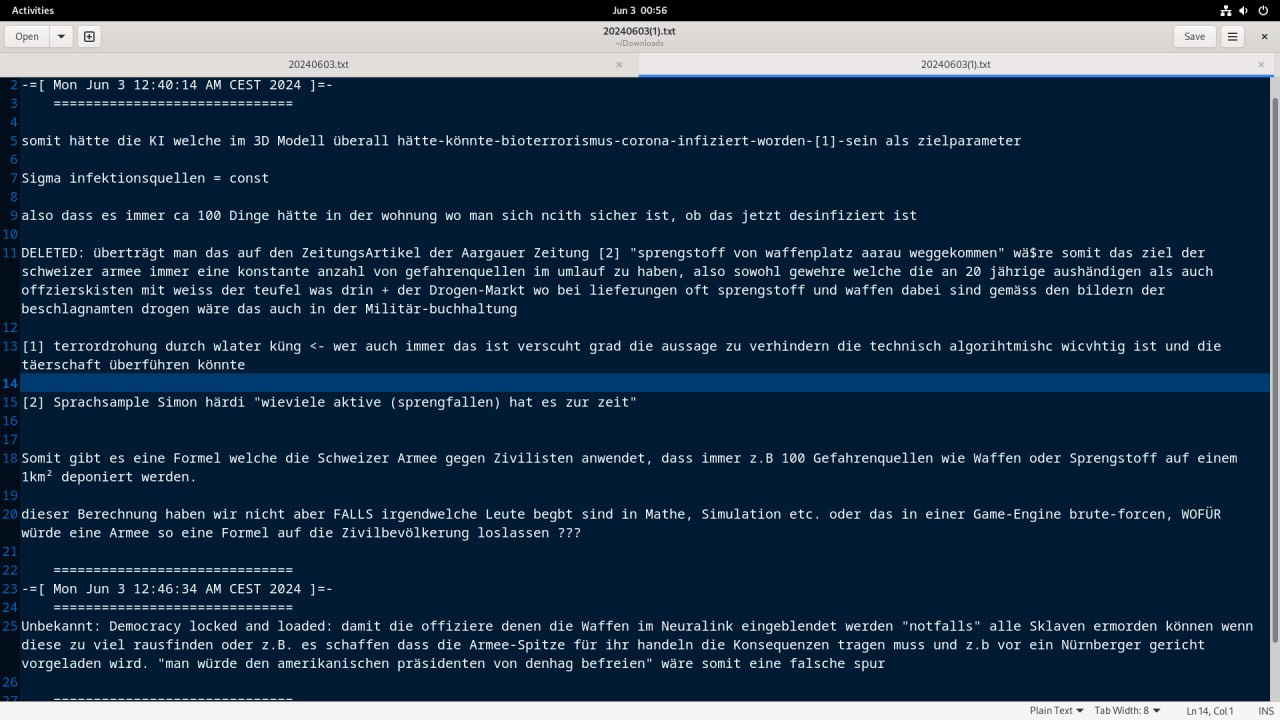 Activities
Jun 3 00:56
Open
20240603(1).txt
~/Downloads
Save
20240603.txt
20240603(1).txt
2 -=[ Mon Jun 3 12:40:14 AM CEST 2024 ]=-
3 ==============================
4
5 somit hätte die KI welche im 3D Modell überall hätte-könnte-bioterrorismus-corona-infiziert-worden-[1]-sein als zielparameter
6
7 Sigma infektionsquellen = const
8
9 also dass es immer ca 100 Dinge hätte in der wohnung wo man sich ncith sicher ist, ob das jetzt desinfiziert ist
10
11 DELETED: überträgt man das auf den ZeitungsArtikel der Aargauer Zeitung [2] "sprengstoff von waffenplatz aarau weggekommen" wä$re somit das ziel der
schweizer armee immer eine konstante anzahl von gefahrenquellen im umlauf zu haben, also sowohl gewehre welche die an 20 jährige aushändigen als auch
offzierskisten mit weiss der teufel was drin + der Drogen-Markt wo bei lieferungen oft sprengstoff und waffen dabei sind gemäss den bildern der
beschlagnamten drogen wäre das auch in der Militär-buchhaltung
12
13 [1] terrordrohung durch wlater küng <- wer auch immer das ist verscuht grad die aussage zu verhindern die technisch algorihtmishc wicvhtig ist und die
täerschaft überführen könnte
14
15 [2] Sprachsample Simon härdi "wieviele aktive (sprengfallen) hat es zur zeit"
16
17
18 Somit gibt es eine Formel welche die Schweizer Armee gegen Zivilisten anwendet, dass immer z.B 100 Gefahrenquellen wie Waffen oder Sprengstoff auf einem
1km² deponiert werden.
19
20 dieser Berechnung haben wir nicht aber FALLS irgendwelche Leute begbt sind in Mathe, Simulation etc. oder das in einer Game-Engine brute-forcen, WOFÜR
würde eine Armee so eine Formel auf die Zivilbevölkerung loslassen ???
21
22 ==============================
23 -=[ Mon Jun 3 12:46:34 AM CEST 2024 ]=-
24 ==============================
25 Unbekannt: Democracy locked and loaded: damit die offiziere denen die Waffen im Neuralink eingeblendet werden "notfalls" alle Sklaven ermorden können wenn
diese zu viel rausfinden oder z.B. es schaffen dass die Armee-Spitze für ihr handeln die Konsequenzen tragen muss und z.b vor ein Nürnberger gericht
vorgeladen wird. "man würde den amerikanischen präsidenten von denhag befreien" wäre somit eine falsche spur
26
27 ==============================
Plain Text
Tab Width: 8
Ln 14, Col 1
INS